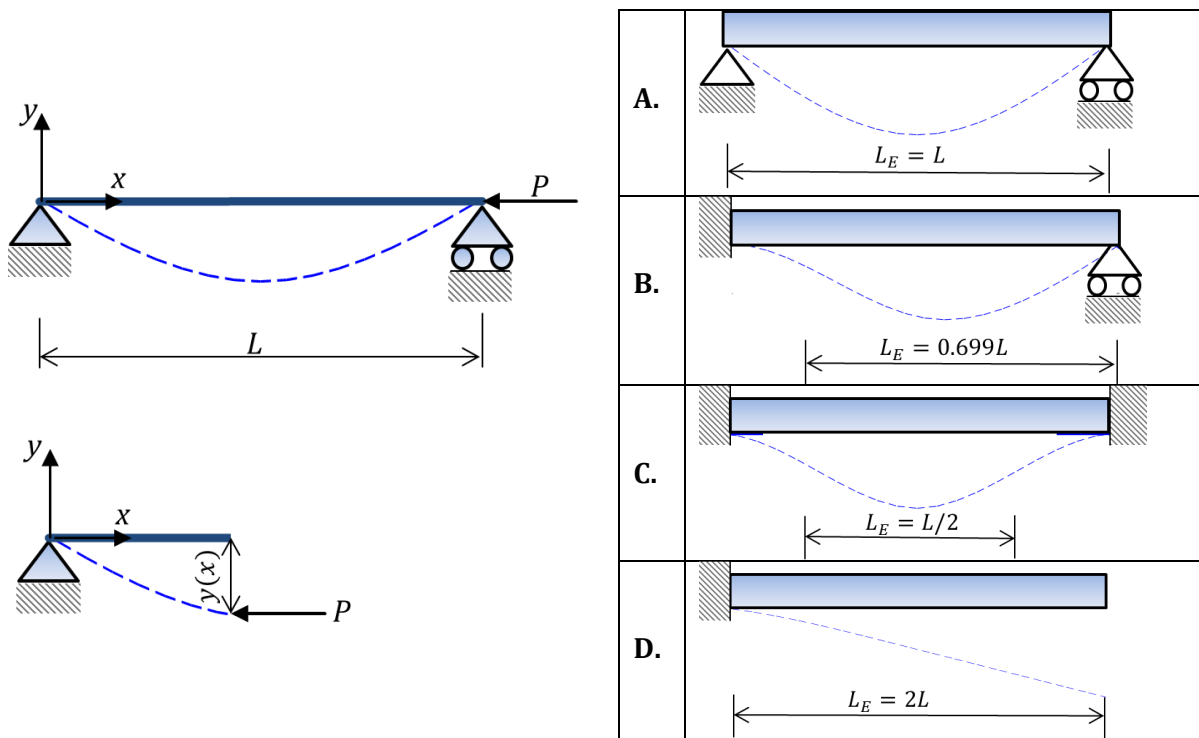 y
x
P
L
y
x
y(x)
P
A.
L_E = L
B.
L_E = 0.699L
C.
L_E = L/2
D.
L_E = 2L